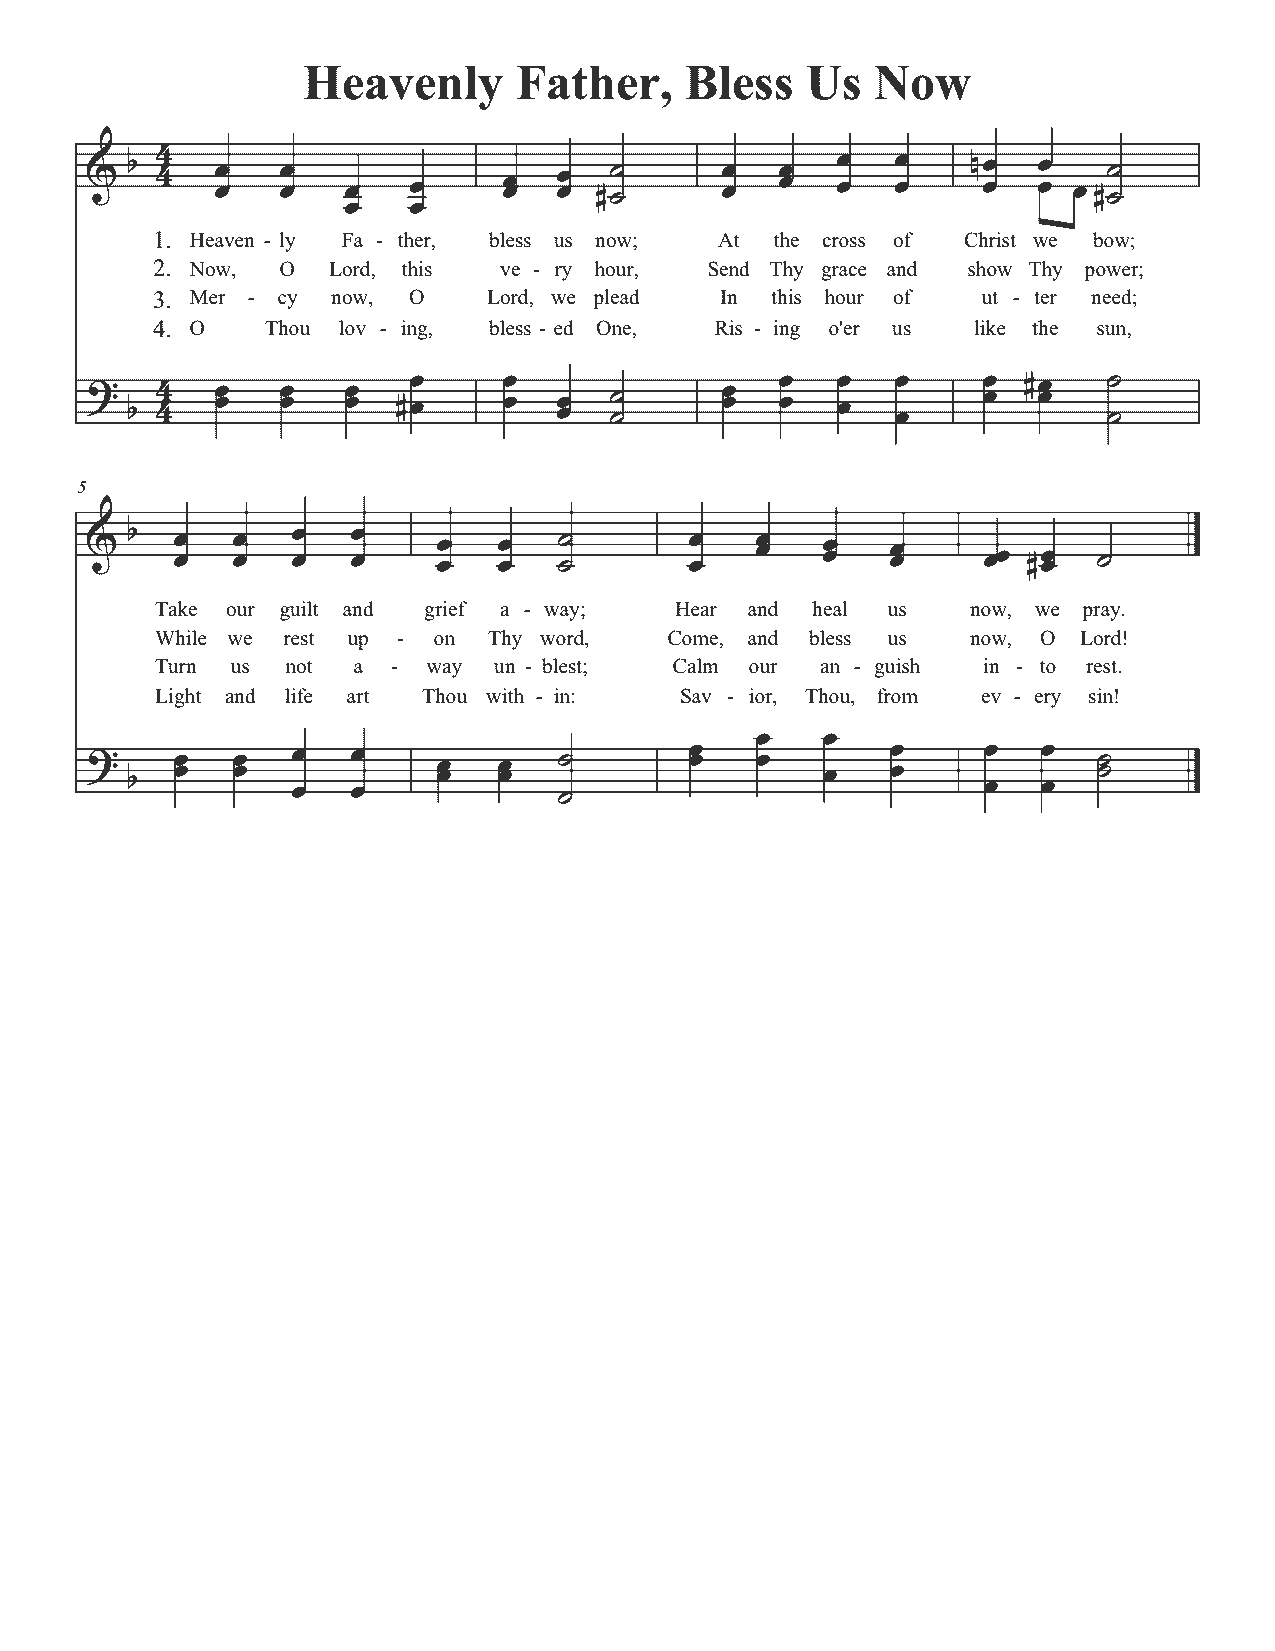 Heavenly Father, Bless Us Now
4
4
1. Heaven - ly Fa - ther, bless us now; At the cross of Christ we bow;
2. Now, O Lord, this ve - ry hour, Send Thy grace and show Thy power;
3. Mer - cy now, O Lord, we plead In this hour of ut - ter need;
4. O Thou lov - ing, bless - ed One, Ris - ing o'er us like the sun,
4
4
5
Take our guilt and grief a - way; Hear and heal us now, we pray.
While we rest up - on Thy word, Come, and bless us now, O Lord!
Turn us not a - way un - blest; Calm our an - guish in - to rest.
Light and life art Thou with - in: Sav - ior, Thou, from ev - ery sin!